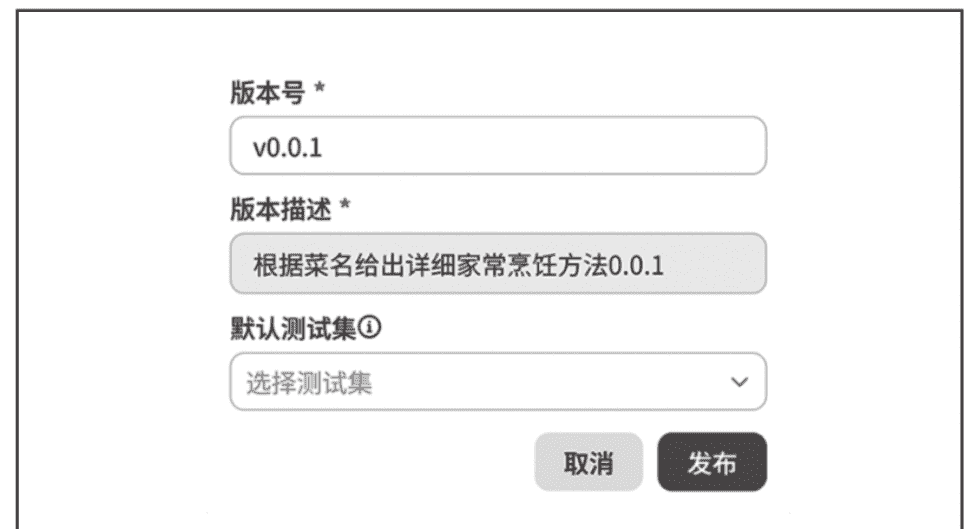 版本号 *
v0.0.1
版本描述 *
根据菜名给出详细家常烹饪方法0.0.1
默认测试集ⓘ
选择测试集
取消 发布